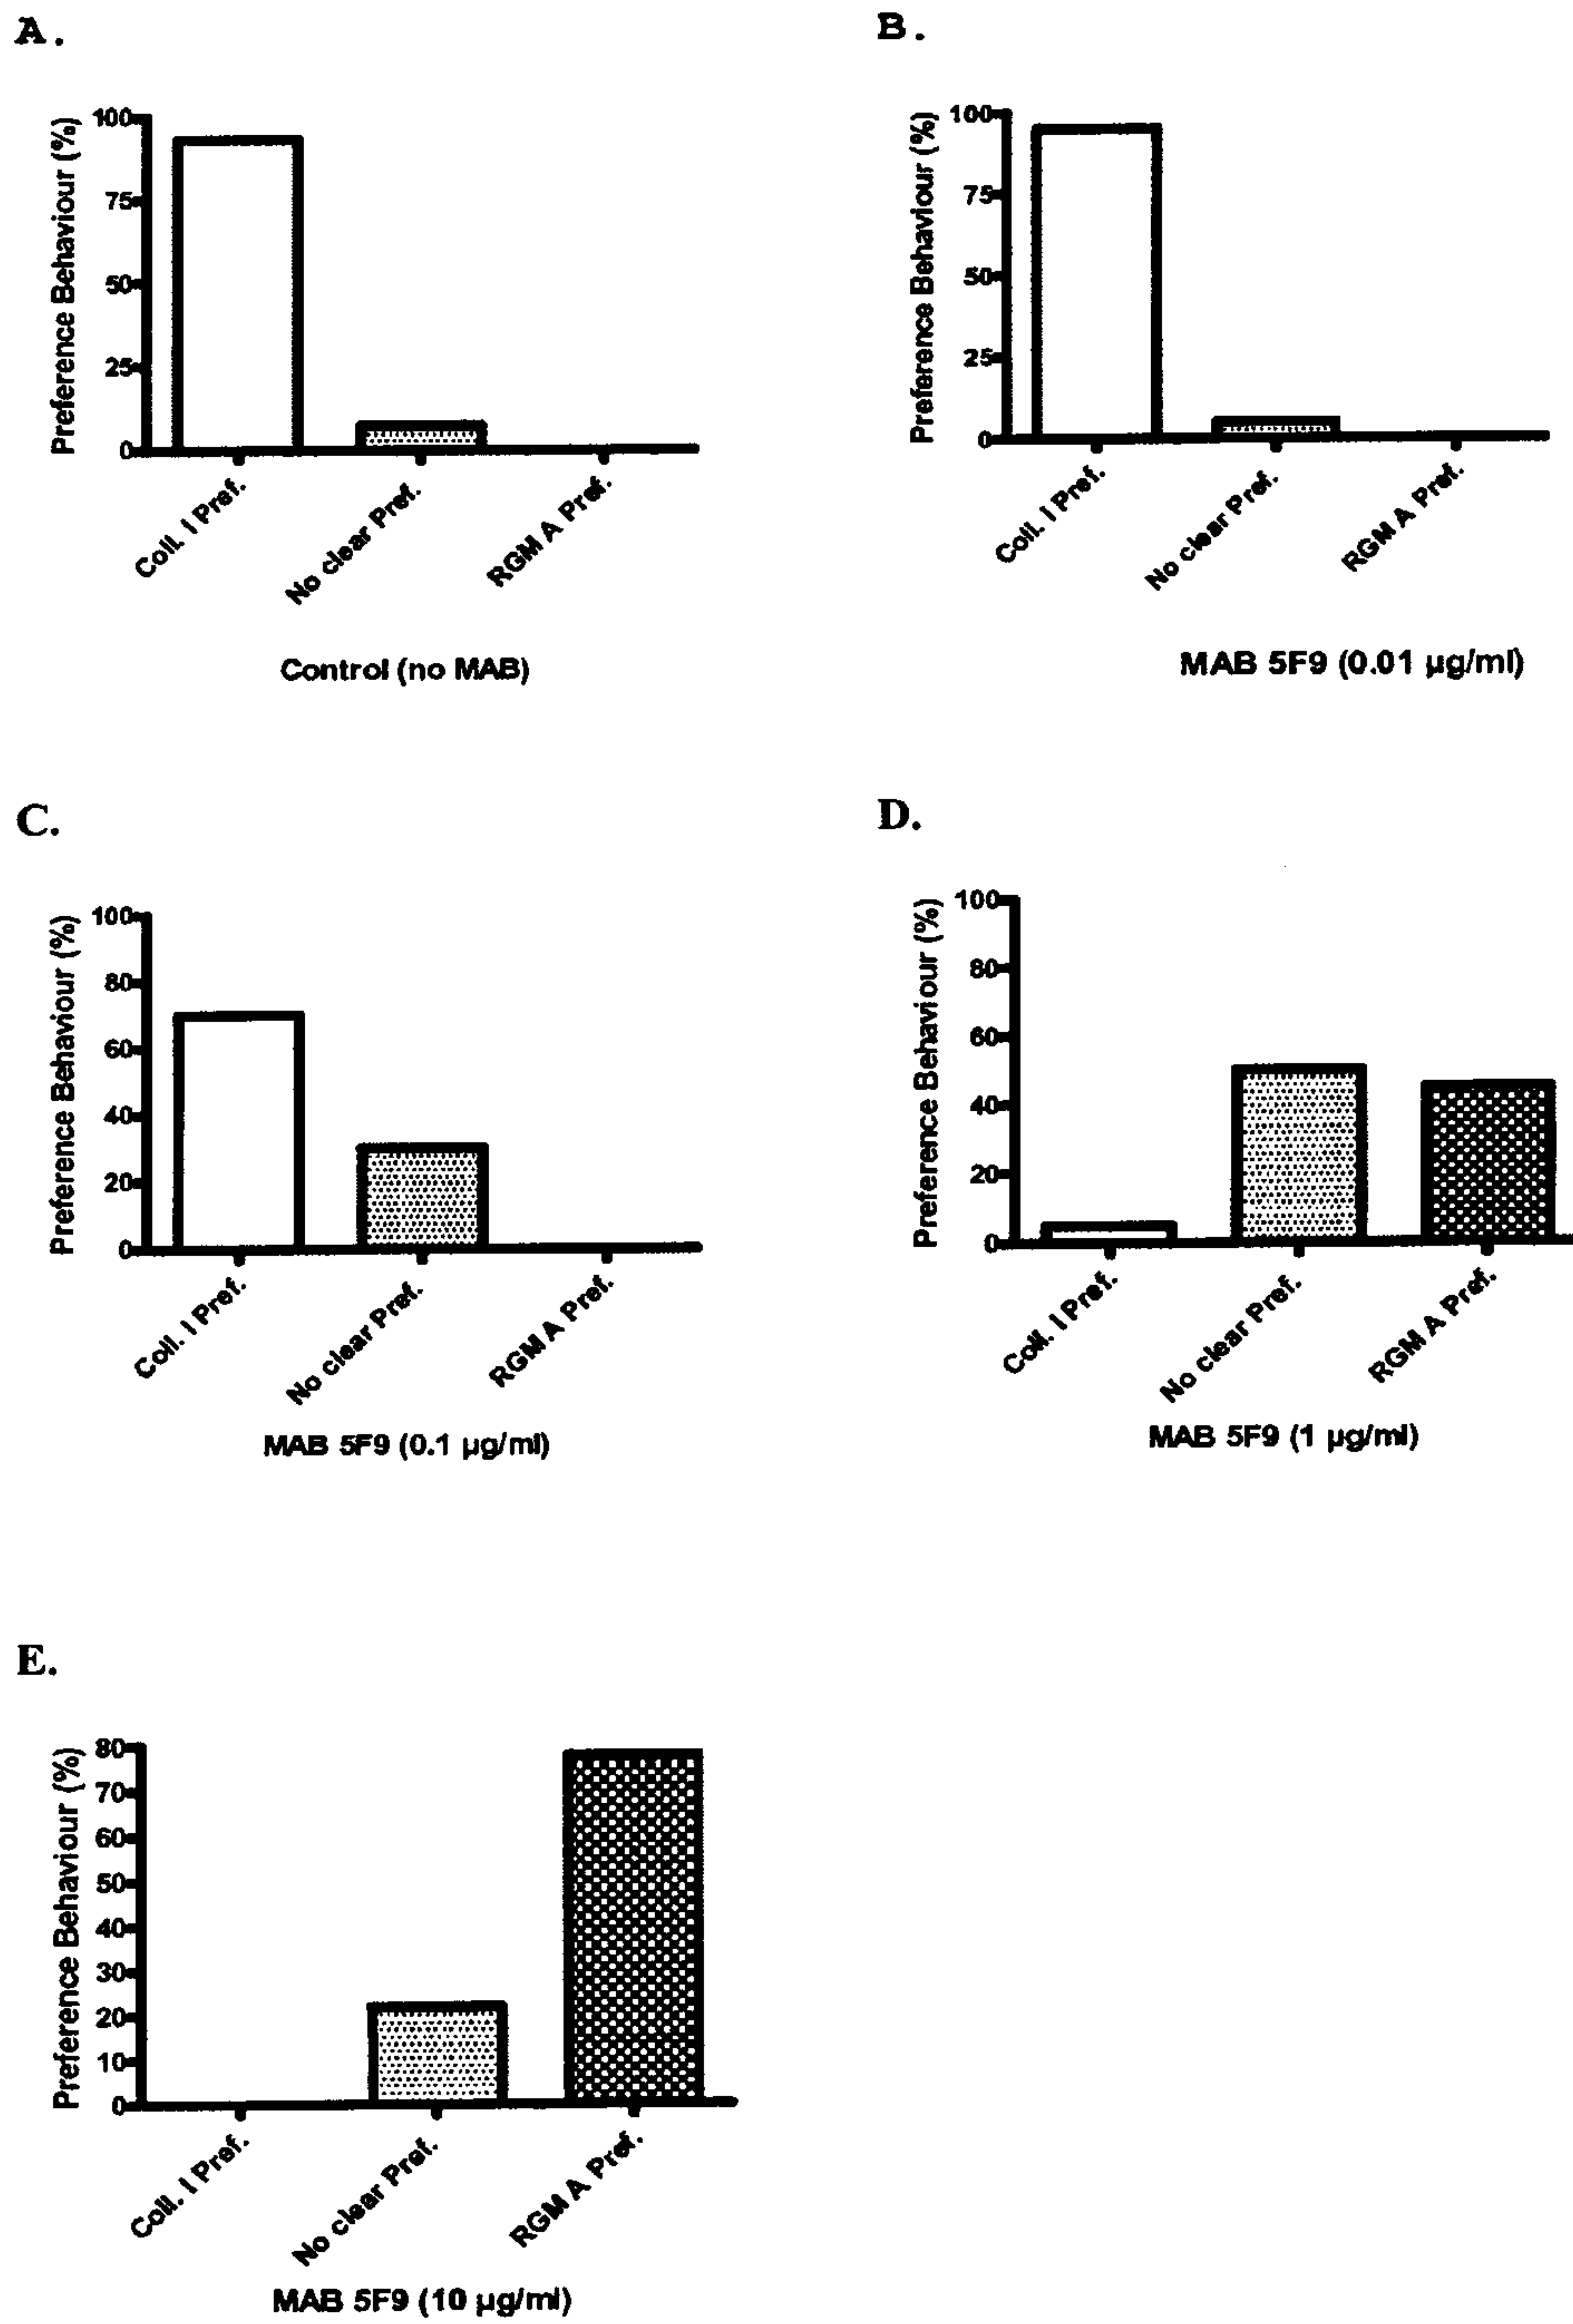 A.
Preference Behaviour (%)
100
75
50
25
0
Coll. I Pref.
No clear Pref.
RGM A Pref.
Control (no MAB)
B.
Preference Behaviour (%)
100
75
50
25
0
Coll. I Pref.
No clear Pref.
RGM A Pref.
MAB 5F9 (0.01 µg/ml)
C.
Preference Behaviour (%)
100
80
60
40
20
0
Coll. I Pref.
No clear Pref.
RGM A Pref.
MAB 5F9 (0.1 µg/ml)
D.
Preference Behaviour (%)
100
80
60
40
20
0
Coll. I Pref.
No clear Pref.
RGM A Pref.
MAB 5F9 (1 µg/ml)
E.
Preference Behaviour (%)
80
70
60
50
40
30
20
10
0
Coll. I Pref.
No clear Pref.
RGM A Pref.
MAB 5F9 (10 µg/ml)